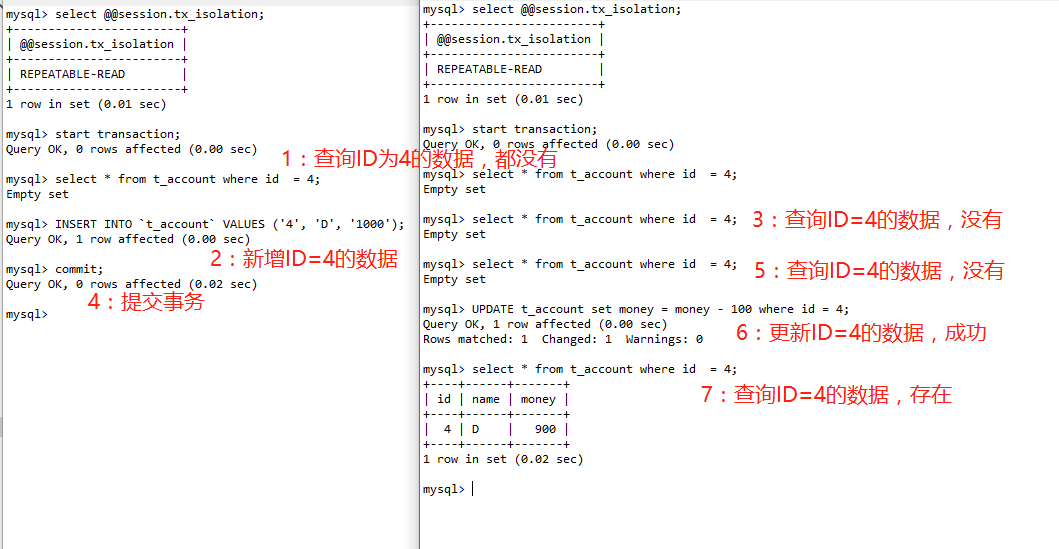 mysql> select @@session.tx_isolation;
+-----------------------+
| @@session.tx_isolation |
+-----------------------+
| REPEATABLE-READ        |
+-----------------------+
1 row in set (0.01 sec)
mysql> start transaction;
Query OK, 0 rows affected (0.00 sec)
1：查询ID为4的数据，都没有
mysql> select * from t_account where id  = 4;
Empty set
mysql> INSERT INTO `t_account` VALUES ('4', 'D', '1000');
Query OK, 1 row affected (0.00 sec)
2：新增ID=4的数据
mysql> commit;
Query OK, 0 rows affected (0.02 sec)
4：提交事务
mysql>
mysql> select @@session.tx_isolation;
+-----------------------+
| @@session.tx_isolation |
+-----------------------+
| REPEATABLE-READ        |
+-----------------------+
1 row in set (0.01 sec)
mysql> start transaction;
Query OK, 0 rows affected (0.00 sec)
mysql> select * from t_account where id  = 4;
Empty set
mysql> select * from t_account where id  = 4;
3：查询ID=4的数据，没有
Empty set
mysql> select * from t_account where id  = 4;
5：查询ID=4的数据，没有
Empty set
mysql> UPDATE t_account set money = money - 100 where id = 4;
Query OK, 1 row affected (0.00 sec)
6：更新ID=4的数据，成功
Rows matched: 1  Changed: 1  Warnings: 0
mysql> select * from t_account where id  = 4;
+----+------+-------+
| id | name | money |
7：查询ID=4的数据，存在
+----+------+-------+
|  4 | D    |   900 |
+----+------+-------+
1 row in set (0.02 sec)
mysql>